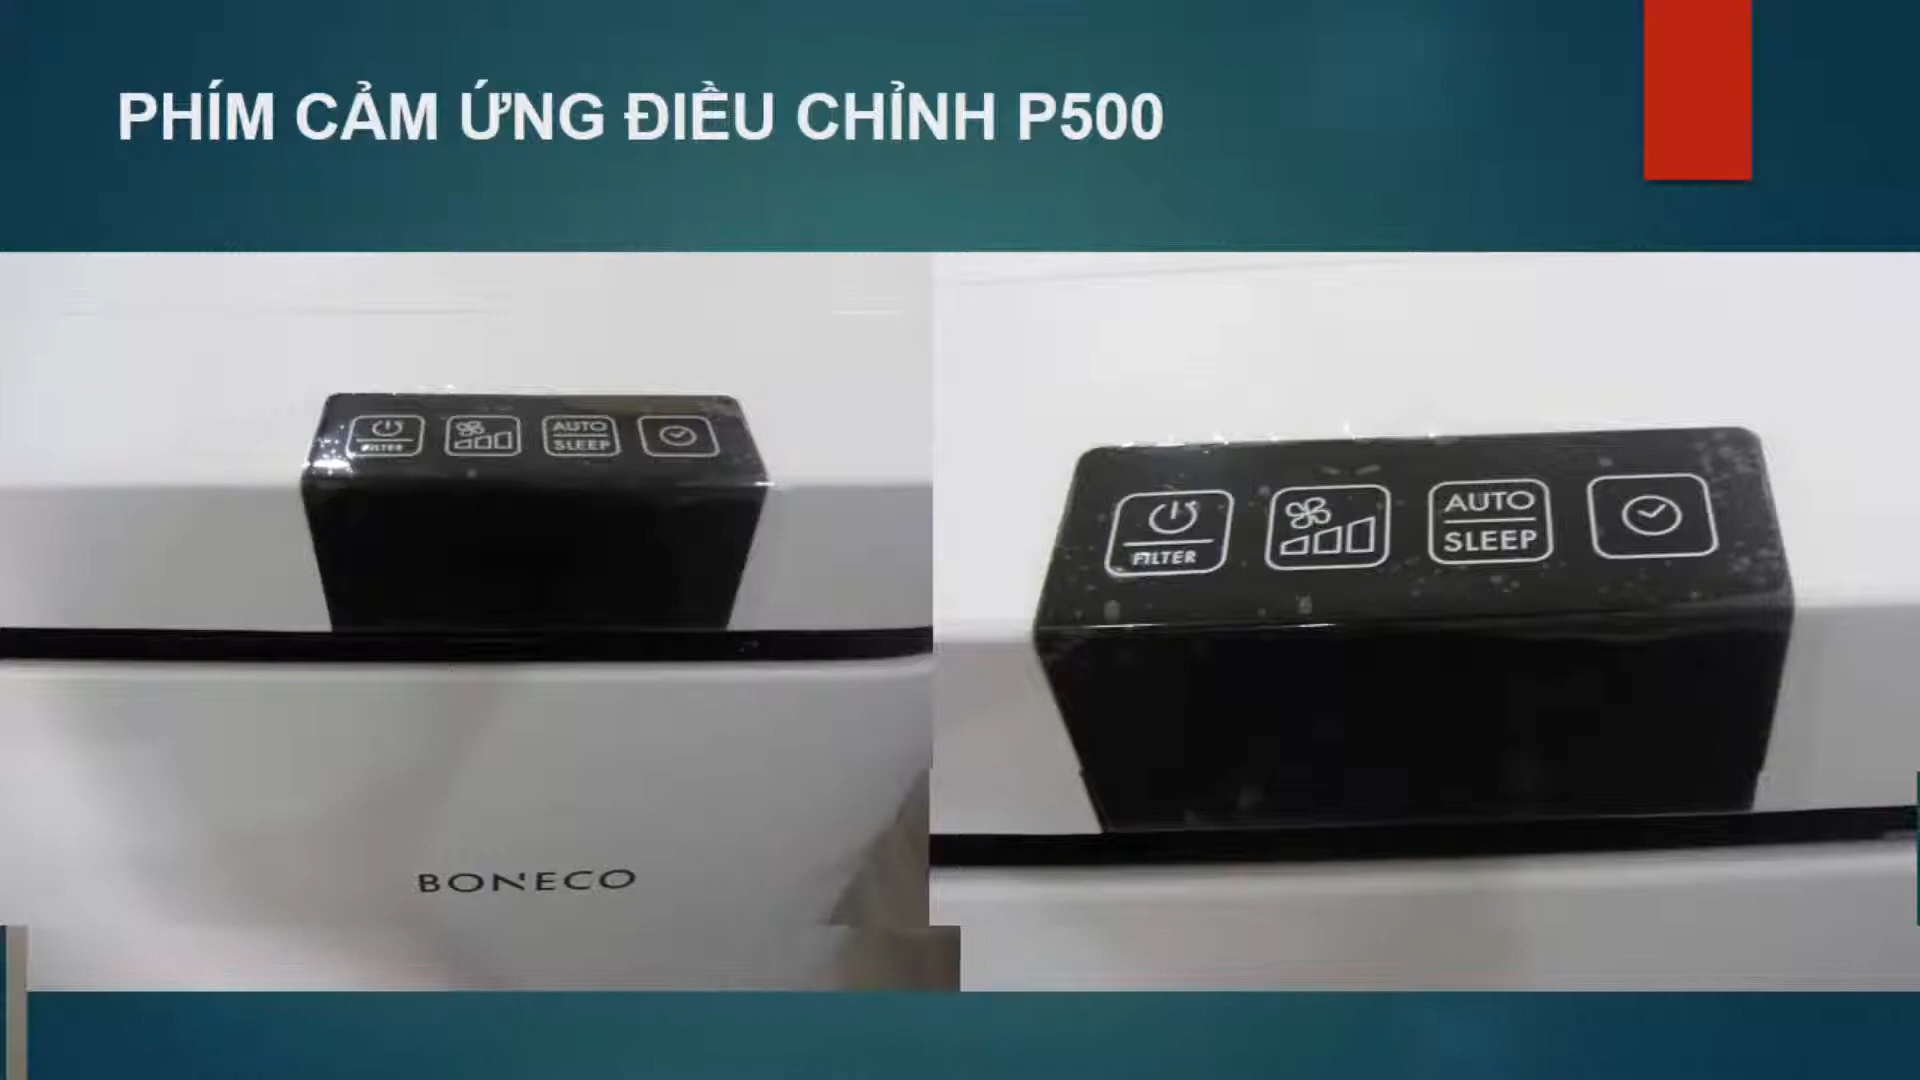 PHÍM CẢM ỨNG ĐIỀU CHỈNH P500
FILTER
AUTO
SLEEP
BONECO
FILTER
AUTO
SLEEP